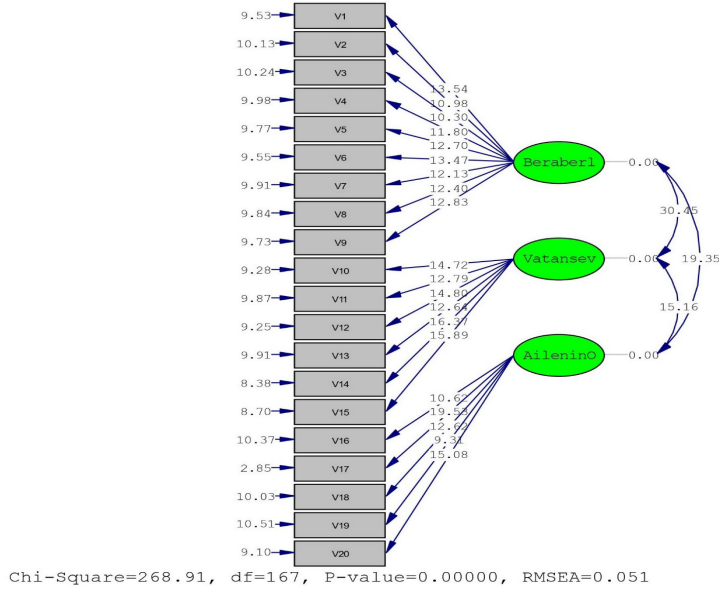 9.53 V1
10.13 V2
10.24 V3
9.98 V4
9.77 V5
9.55 V6
9.91 V7
9.84 V8
9.73 V9
9.28 V10
9.87 V11
9.25 V12
9.91 V13
8.38 V14
8.70 V15
10.37 V16
2.85 V17
10.03 V18
10.51 V19
9.10 V20
13.54
10.98
10.30
11.80
12.70
13.47
12.13
12.40
12.83
14.72
12.79
14.80
12.64
16.37
15.89
10.62
19.53
12.62
9.31
15.08
Beraberl 0.00
Vatansev 0.00
AileninO 0.00
30.45
19.35
15.16
Chi-Square=268.91, df=167, P-value=0.00000, RMSEA=0.051